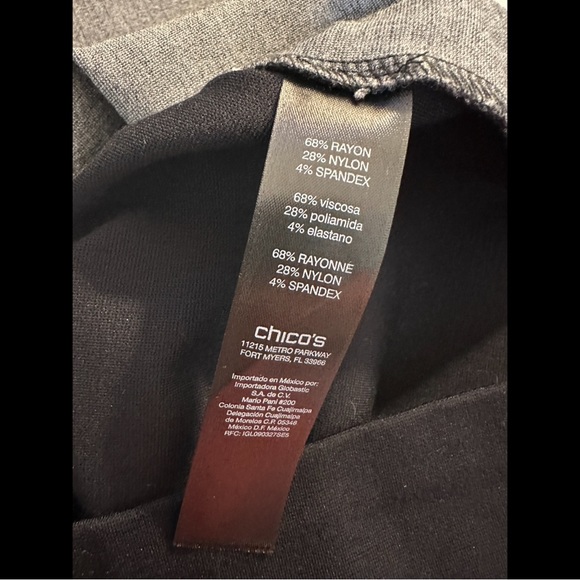 68% RAYON
28% NYLON
4% SPANDEX
68% viscosa
28% poliamida
4% elastano
68% RAYONNE
28% NYLON
4% SPANDEX
chico's
11215 METRO PARKWAY
FORT MYERS, FL 33966
Importado en México por:
Importadora Globastic
S.A. de C.V.
Mario Pani #200
Colonia Santa Fe Cuajimalpa
Delegación Cuajimalpa
de Morelos C.P. 05348
México D.F. México
RFC: IGL090327SE5